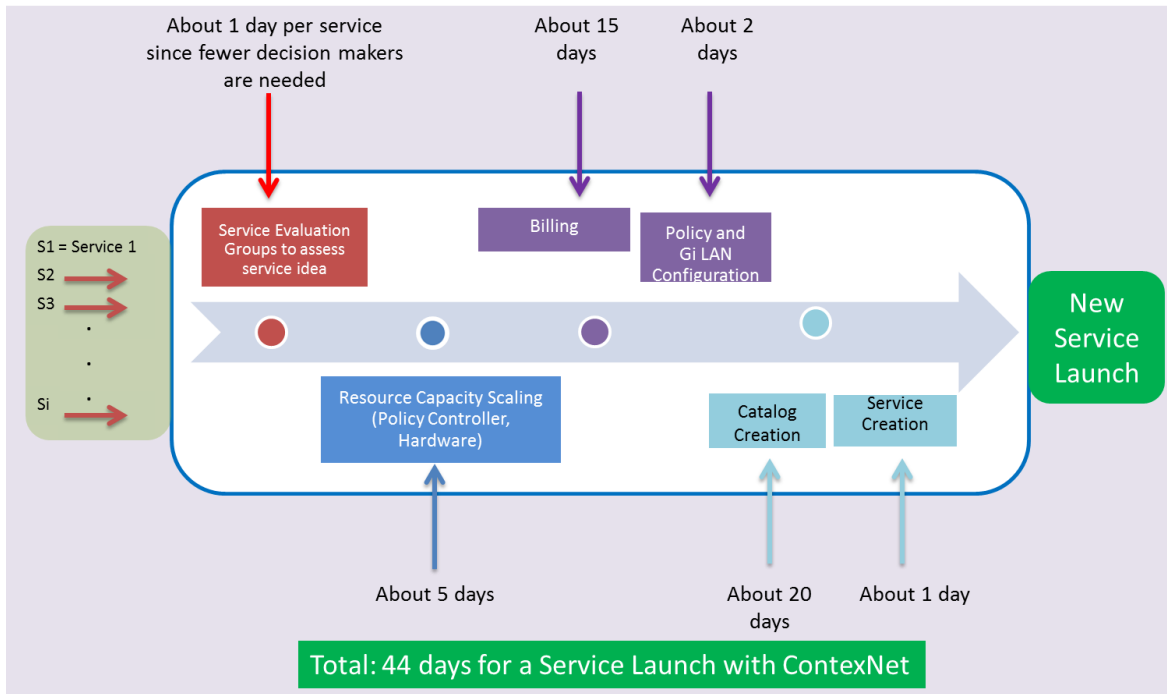 About 1 day per service
since fewer decision makers
are needed
About 15
days
About 2
days
S1 = Service 1
S2
S3
.
.
.
Si
Service Evaluation
Groups to assess
service idea
Billing
Policy and
Gi LAN
Configuration
New
Service
Launch
Resource Capacity Scaling
(Policy Controller,
Hardware)
Catalog
Creation
Service
Creation
About 5 days
About 20
days
About 1 day
Total: 44 days for a Service Launch with ContexNet